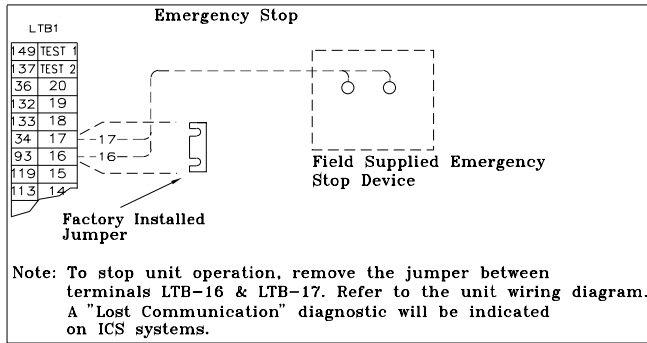 Emergency Stop
LTB1
149 TEST 1
137 TEST 2
36 20
132 19
133 18
34 17
93 16
119 15
113 14
17
16
Field Supplied Emergency
Stop Device
Factory Installed
Jumper
Note: To stop unit operation, remove the jumper between
terminals LTB-16 & LTB-17. Refer to the unit wiring diagram.
A "Lost Communication" diagnostic will be indicated
on ICS systems.